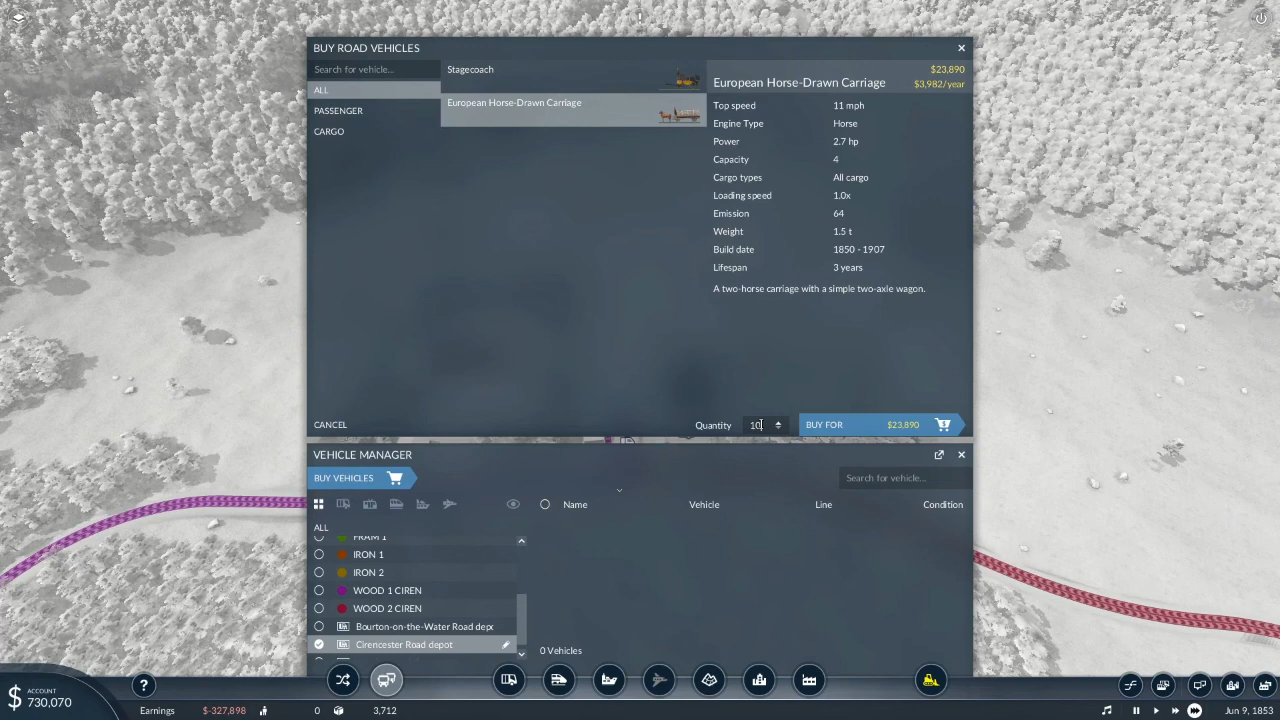 BUY ROAD VEHICLES
Search for vehicle...
ALL
PASSENGER
CARGO
Stagecoach
European Horse-Drawn Carriage
European Horse-Drawn Carriage
$23,890
$3,982/year
Top speed 11 mph
Engine Type Horse
Power 2.7 hp
Capacity 4
Cargo types All cargo
Loading speed 1.0x
Emission 64
Weight 1.5 t
Build date 1850 - 1907
Lifespan 3 years
A two-horse carriage with a simple two-axle wagon.
CANCEL
Quantity 10
BUY FOR $23,890
VEHICLE MANAGER
BUY VEHICLES
Search for vehicle...
Name Vehicle Line Condition
ALL
FRAM 1
IRON 1
IRON 2
WOOD 1 CIREN
WOOD 2 CIREN
Bourton-on-the-Water Road depc
Cirencester Road depot
0 Vehicles
$ ACCOUNT
730,070
?
Earnings $-327,898 0 3,712
Jun 9, 1853